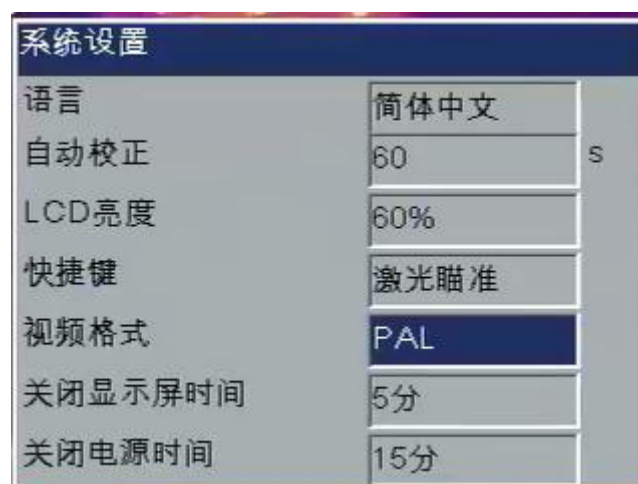 系统设置
语言 简体中文
自动校正 60 s
LCD亮度 60%
快捷键 激光瞄准
视频格式 PAL
关闭显示屏时间 5分
关闭电源时间 15分